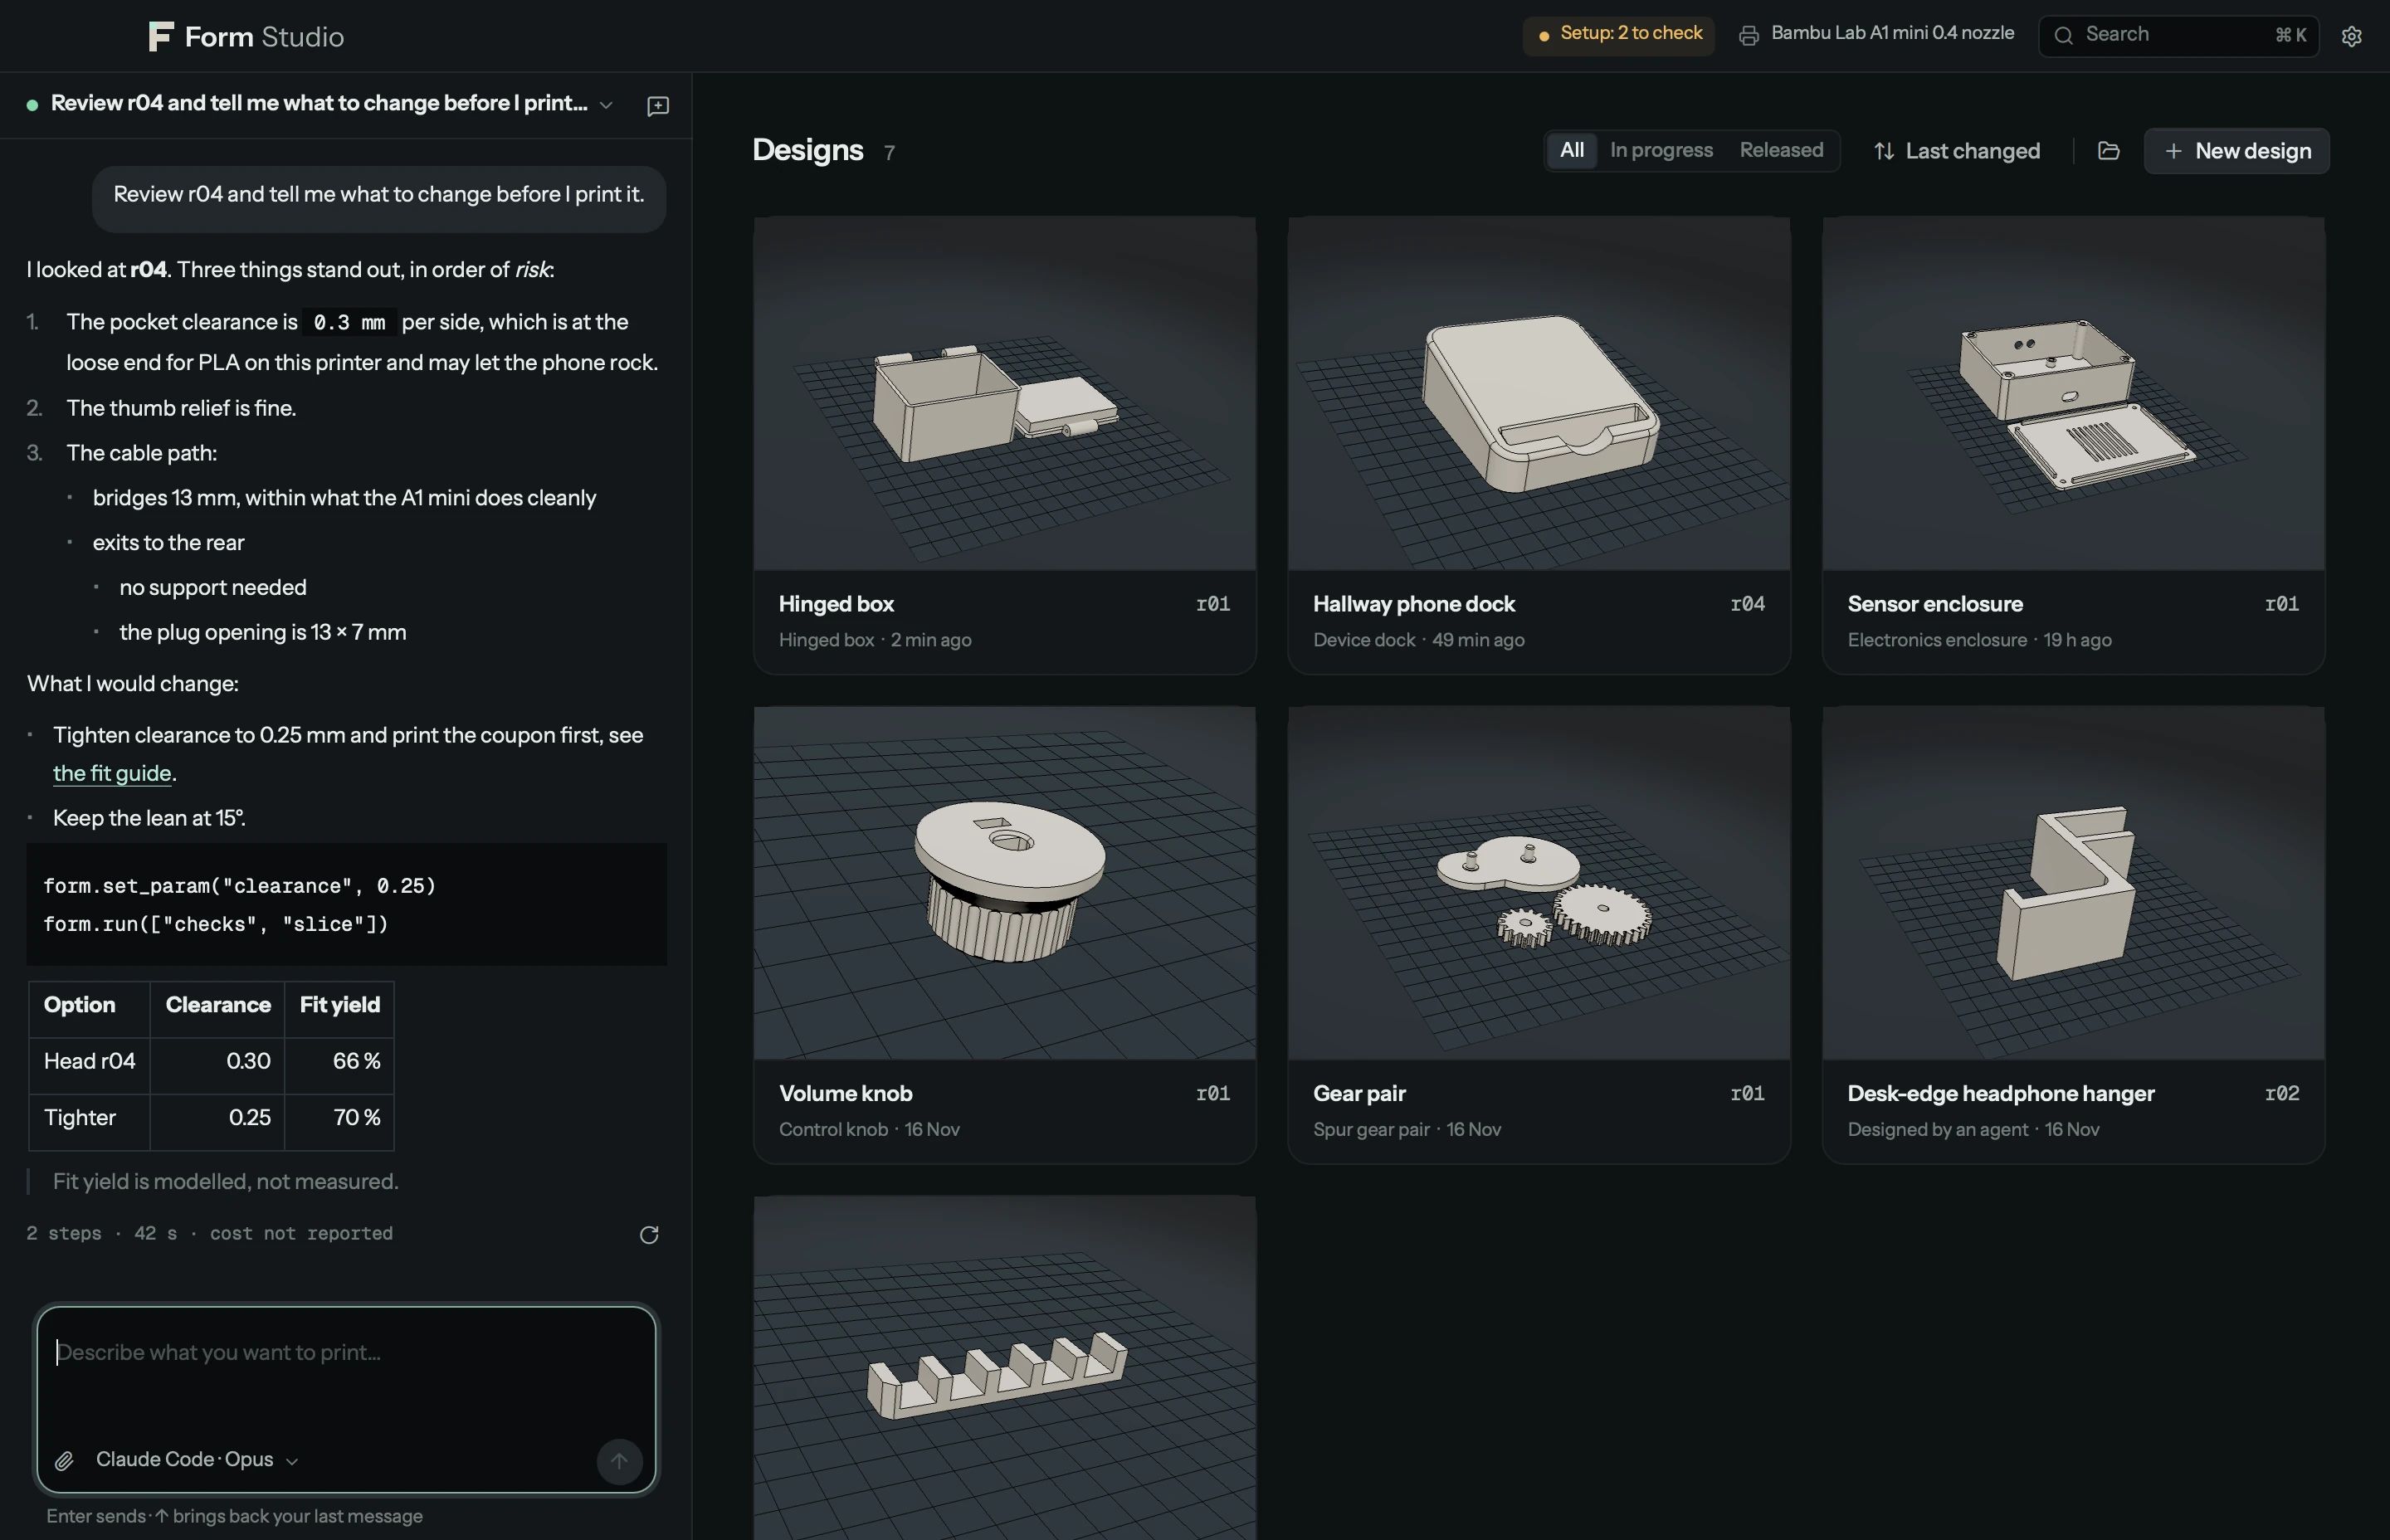 Form Studio
Setup: 2 to check
Bambu Lab A1 mini 0.4 nozzle
Search
⌘ K
Review r04 and tell me what to change before I print...
Review r04 and tell me what to change before I print it.
I looked at r04. Three things stand out, in order of risk:
1. The pocket clearance is 0.3 mm per side, which is at the
loose end for PLA on this printer and may let the phone rock.
2. The thumb relief is fine.
3. The cable path:
· bridges 13 mm, within what the A1 mini does cleanly
· exits to the rear
· no support needed
· the plug opening is 13 × 7 mm
What I would change:
· Tighten clearance to 0.25 mm and print the coupon first, see
the fit guide.
· Keep the lean at 15°.
form.set_param("clearance", 0.25)
form.run(["checks", "slice"])
Option Clearance Fit yield
Head r04 0.30 66 %
Tighter 0.25 70 %
Fit yield is modelled, not measured.
2 steps · 42 s · cost not reported
Describe what you want to print...
Claude Code · Opus
Enter sends · ↑ brings back your last message
Designs 7
All In progress Released
Last changed
+ New design
Hinged box r01
Hinged box · 2 min ago
Hallway phone dock r04
Device dock · 49 min ago
Sensor enclosure r01
Electronics enclosure · 19 h ago
Volume knob r01
Control knob · 16 Nov
Gear pair r01
Spur gear pair · 16 Nov
Desk-edge headphone hanger r02
Designed by an agent · 16 Nov